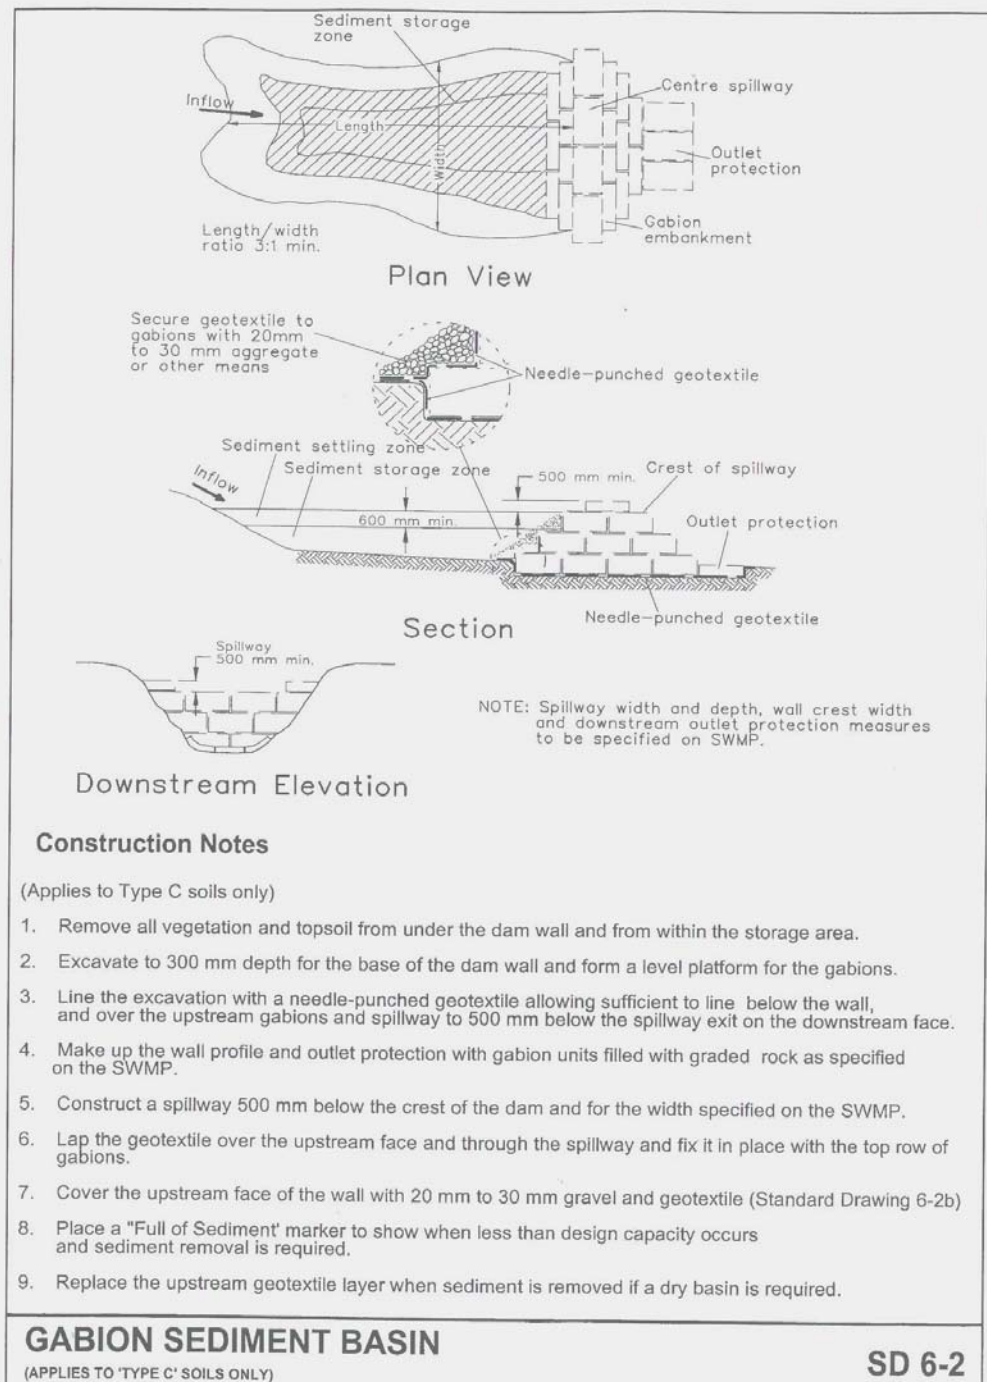 Sediment storage
zone
Inflow
Centre spillway
Length
Width
Outlet
protection
Length/width
ratio 3:1 min.
Gabion
embankment
Plan View
Secure geotextile to
gabions with 20mm
to 30 mm aggregate
or other means
Needle-punched geotextile
Sediment settling zone
Sediment storage zone
Inflow
500 mm min.
Crest of spillway
600 mm min.
Outlet protection
Needle-punched geotextile
Section
Spillway
500 mm min.
NOTE: Spillway width and depth, wall crest width
and downstream outlet protection measures
to be specified on SWMP.
Downstream Elevation
Construction Notes
(Applies to Type C soils only)
1. Remove all vegetation and topsoil from under the dam wall and from within the storage area.
2. Excavate to 300 mm depth for the base of the dam wall and form a level platform for the gabions.
3. Line the excavation with a needle-punched geotextile allowing sufficient to line below the wall,
and over the upstream gabions and spillway to 500 mm below the spillway exit on the downstream face.
4. Make up the wall profile and outlet protection with gabion units filled with graded rock as specified
on the SWMP.
5. Construct a spillway 500 mm below the crest of the dam and for the width specified on the SWMP.
6. Lap the geotextile over the upstream face and through the spillway and fix it in place with the top row of
gabions.
7. Cover the upstream face of the wall with 20 mm to 30 mm gravel and geotextile (Standard Drawing 6-2b)
8. Place a "Full of Sediment' marker to show when less than design capacity occurs
and sediment removal is required.
9. Replace the upstream geotextile layer when sediment is removed if a dry basin is required.
GABION SEDIMENT BASIN
(APPLIES TO 'TYPE C' SOILS ONLY)
SD 6-2